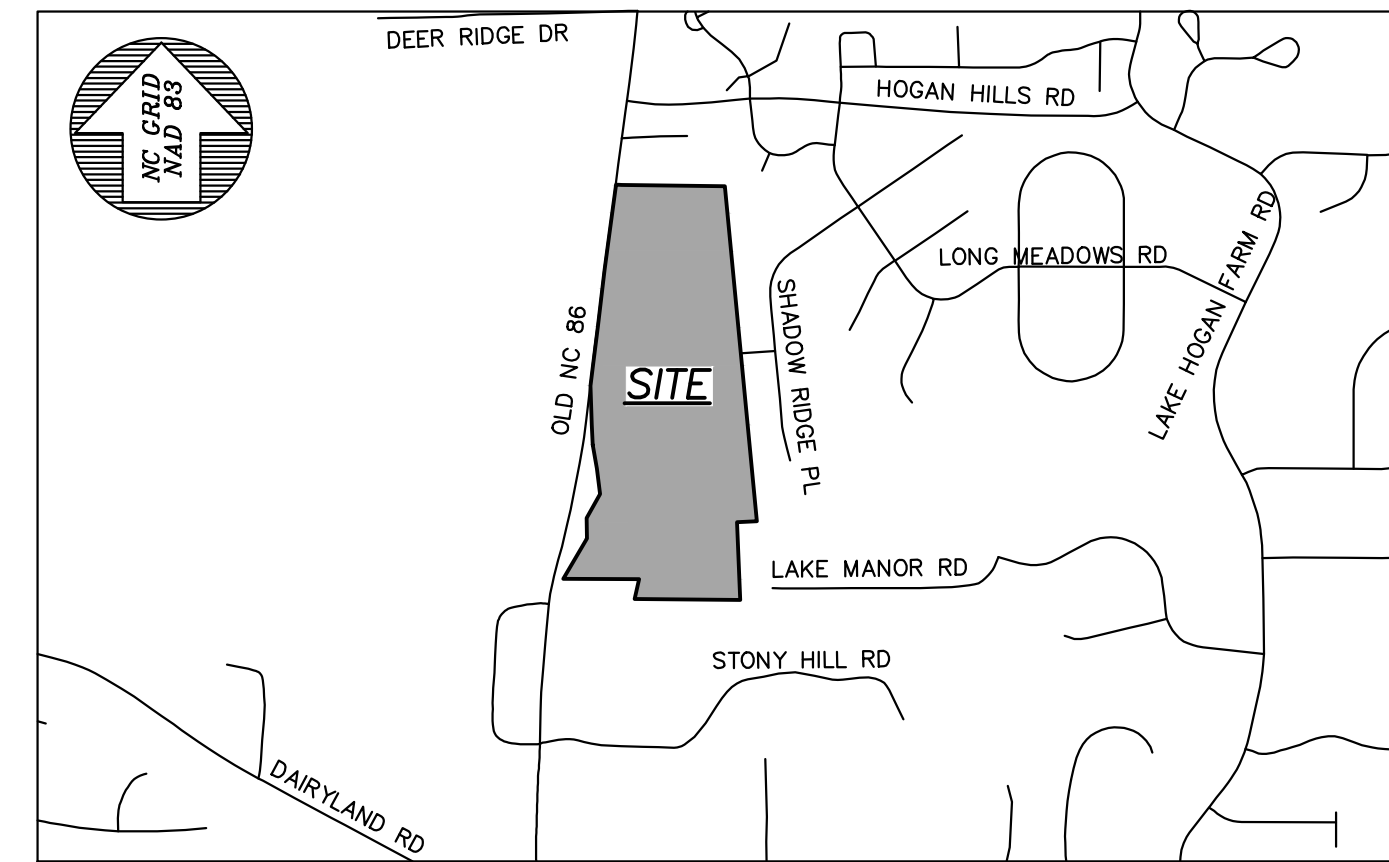 DEER RIDGE DR
NC GRID
NAD 83
HOGAN HILLS RD
LONG MEADOWS RD
LAKE HOGAN FARM RD
SHADOW RIDGE PL
OLD NC 86
SITE
LAKE MANOR RD
STONY HILL RD
DAIRYLAND RD